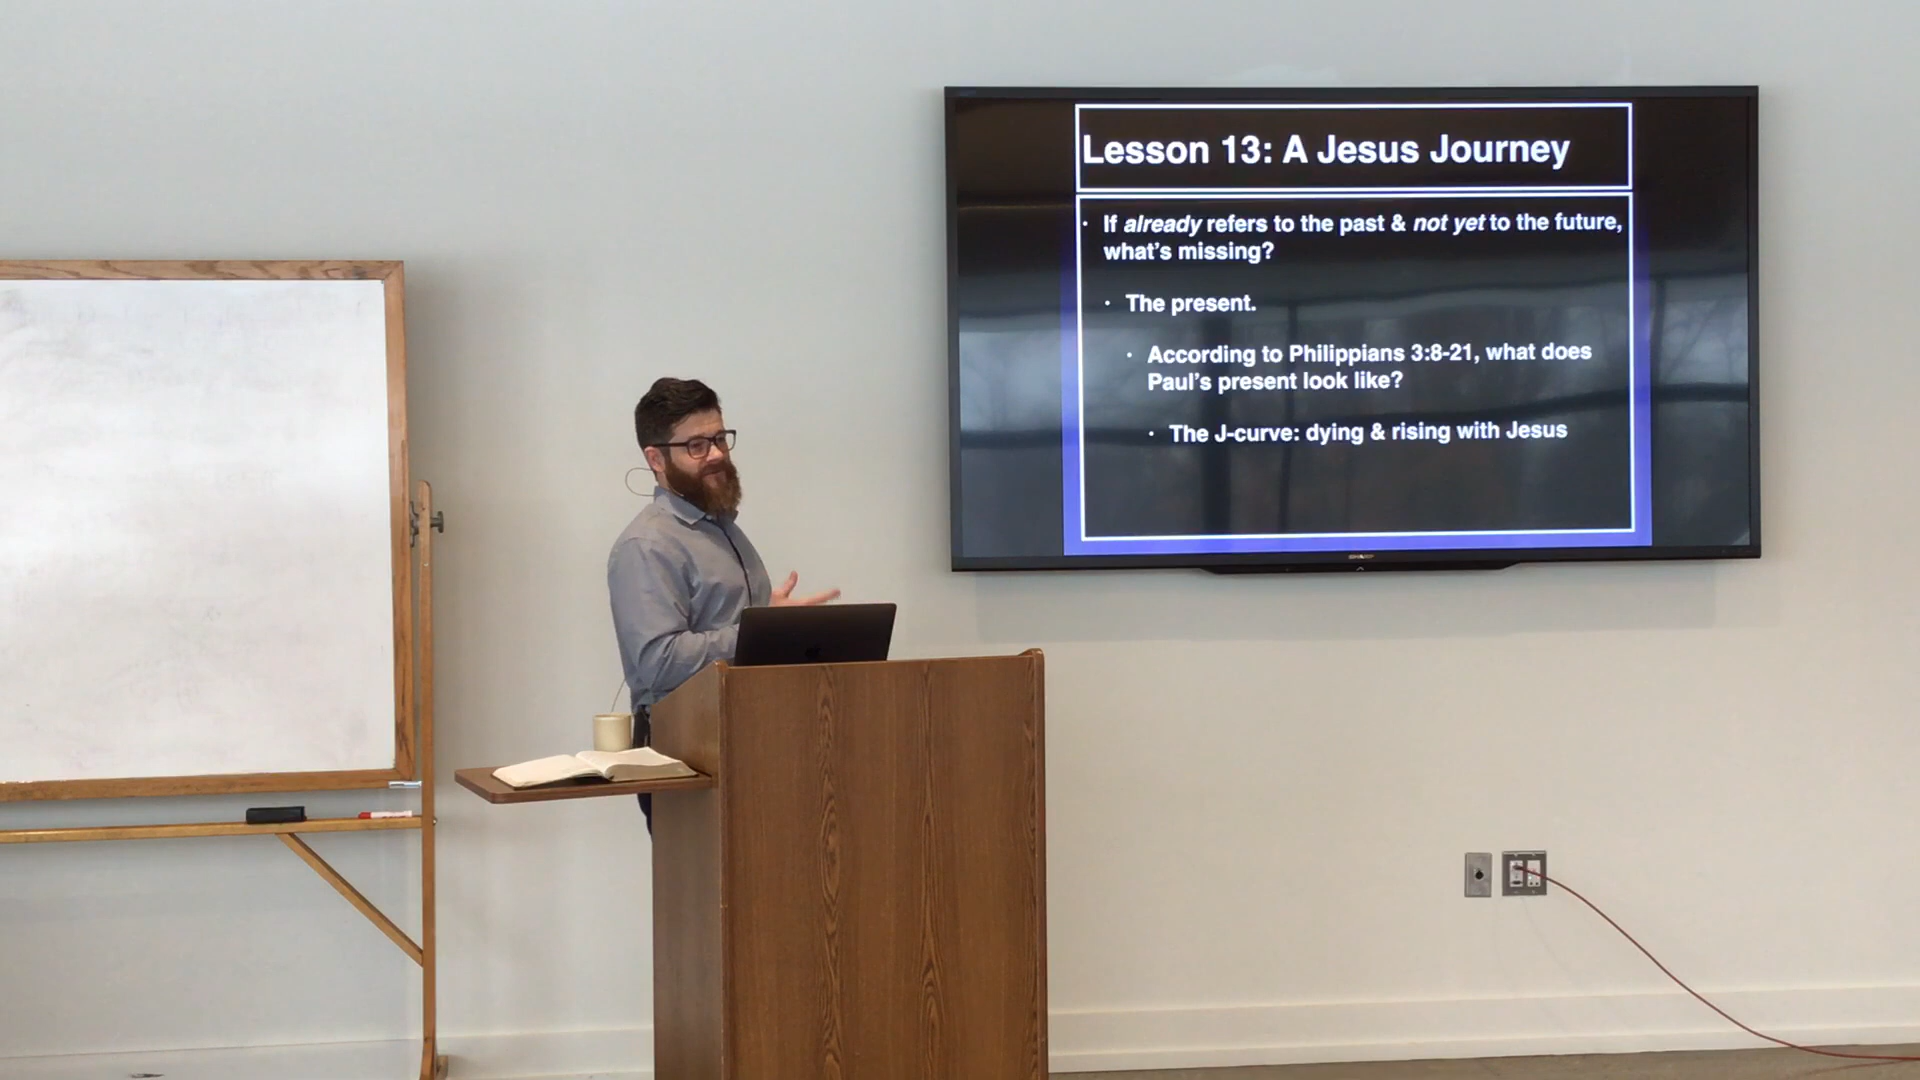 Lesson 13: A Jesus Journey
• If already refers to the past & not yet to the future,
what's missing?
• The present.
• According to Philippians 3:8-21, what does
Paul's present look like?
• The J-curve: dying & rising with Jesus
SHARP